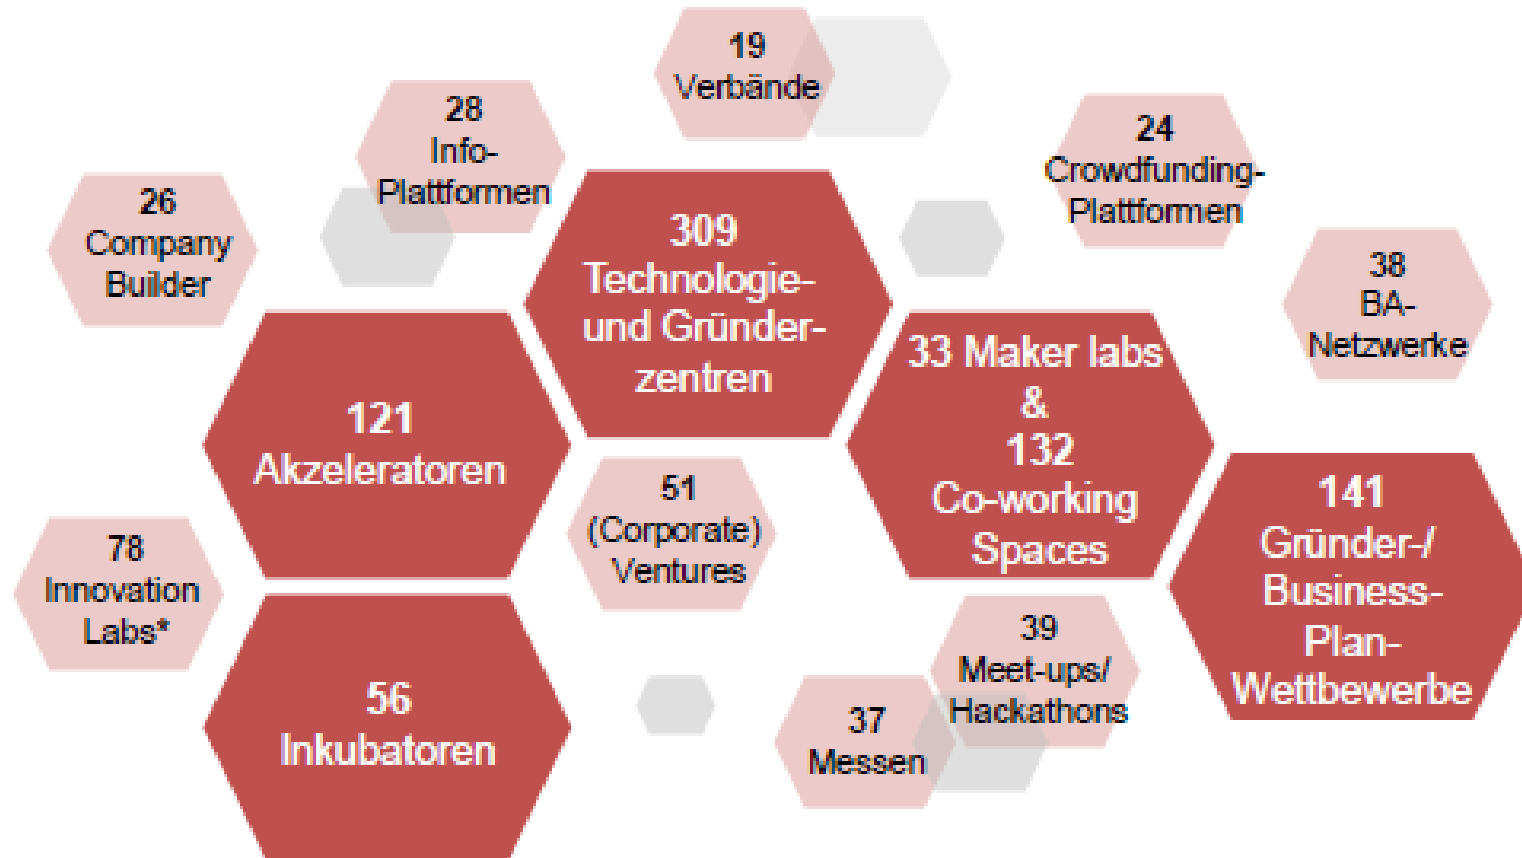 19
Verbände
28
Info-
Plattformen
24
Crowdfunding-
Plattformen
26
Company
Builder
309
Technologie-
und Gründer-
zentren
38
BA-
Netzwerke
33 Maker labs
&
132
Co-working
Spaces
121
Akzeleratoren
51
(Corporate)
Ventures
141
Gründer-/
Business-
Plan-
Wettbewerbe
78
Innovation
Labs*
39
Meet-ups/
Hackathons
56
Inkubatoren
37
Messen